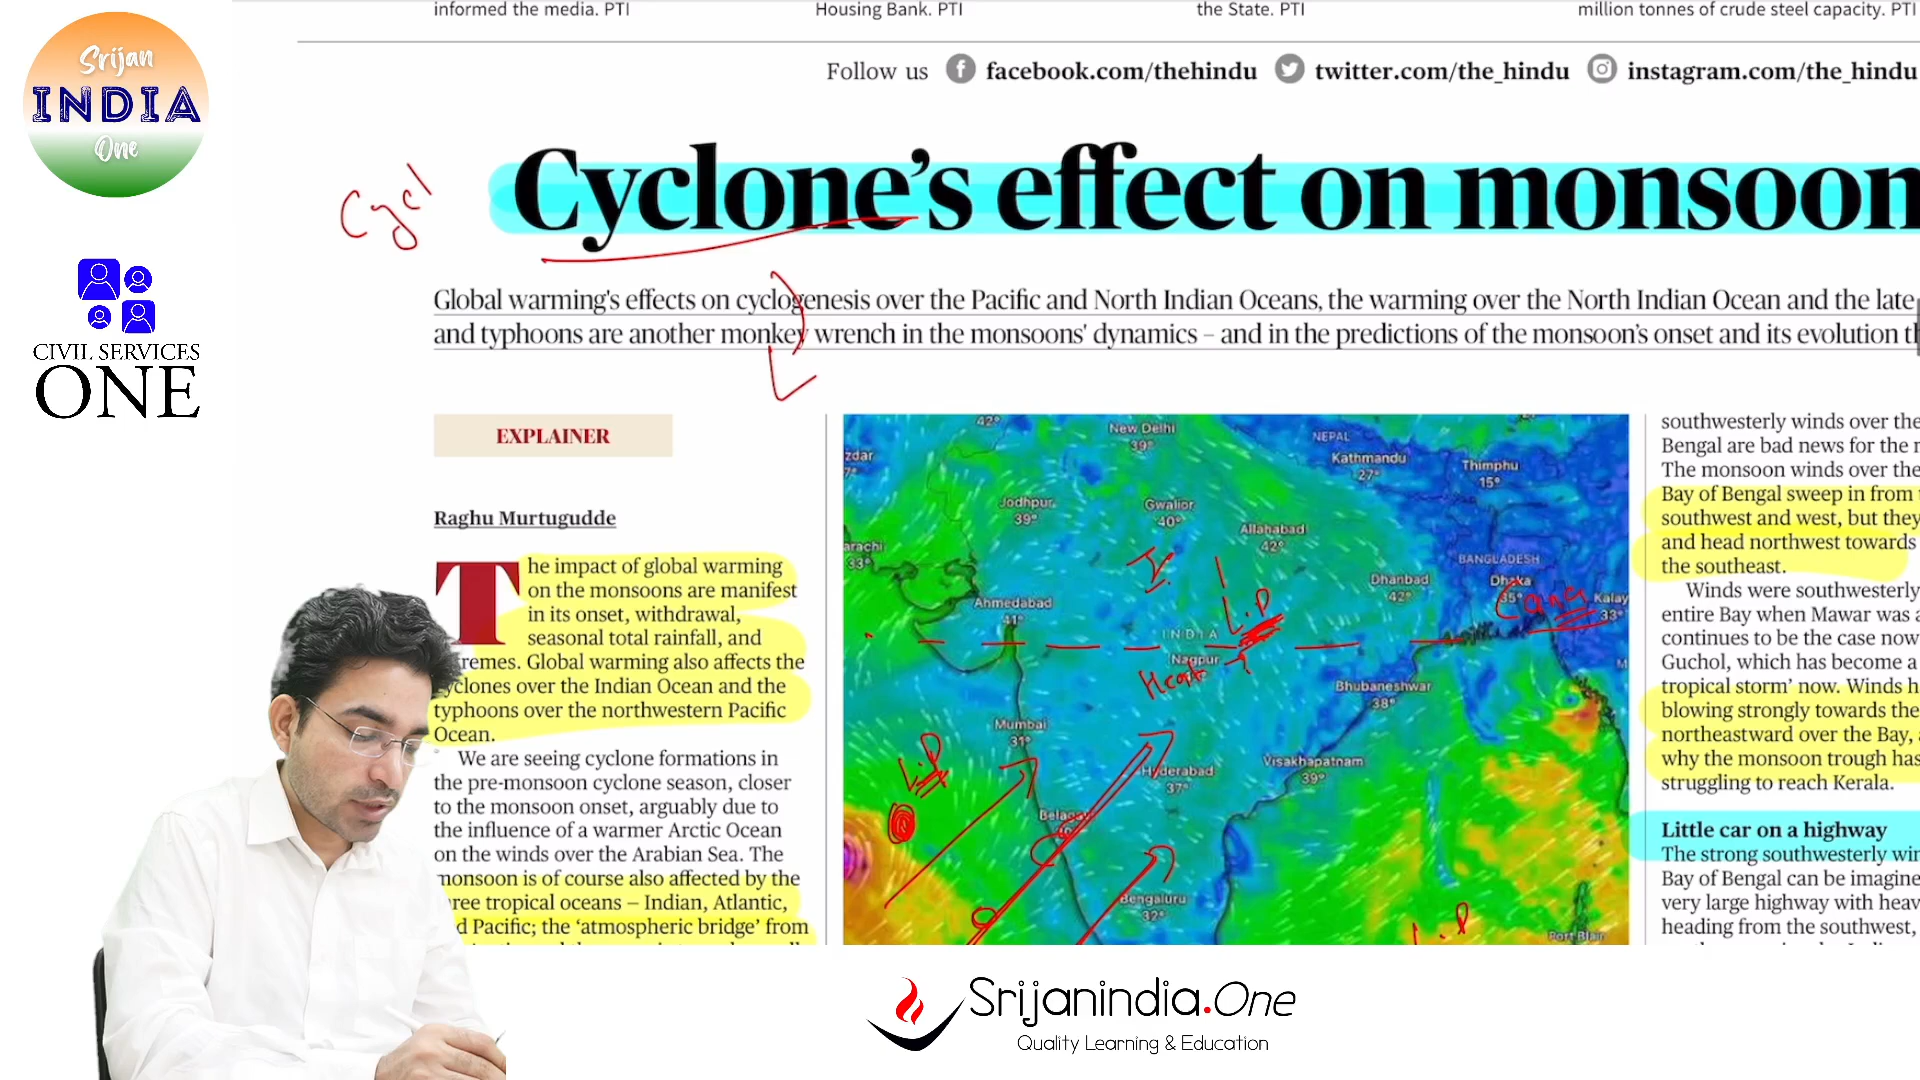 informed the media. PTI
Housing Bank. PTI
the State. PTI
million tonnes of crude steel capacity. PTI
Srijan
INDIA
One
Follow us facebook.com/thehindu twitter.com/the_hindu instagram.com/the_hindu
Cycl
Cyclone's effect on monsoon
CIVIL SERVICES
ONE
Global warming's effects on cyclogenesis over the Pacific and North Indian Oceans, the warming over the North Indian Ocean and the late
and typhoons are another monkey wrench in the monsoons' dynamics – and in the predictions of the monsoon's onset and its evolution th
EXPLAINER
Raghu Murtugudde
The impact of global warming
on the monsoons are manifest
in its onset, withdrawal,
seasonal total rainfall, and
remes. Global warming also affects the
cyclones over the Indian Ocean and the
typhoons over the northwestern Pacific
Ocean.
We are seeing cyclone formations in
the pre-monsoon cyclone season, closer
to the monsoon onset, arguably due to
the influence of a warmer Arctic Ocean
on the winds over the Arabian Sea. The
monsoon is of course also affected by the
ree tropical oceans – Indian, Atlantic,
d Pacific; the 'atmospheric bridge' from
42°
New Delhi
39°
NEPAL
Kathmandu
27°
Thimphu
15°
zdar
7°
Jodhpur
39°
Gwalior
40°
Allahabad
42°
arachi
33°
BANGLADESH
Dhaka
35°
Dhanbad
42°
Kalay
33°
Ahmedabad
41°
I
L.P
INDIA
Nagpur
Heat
Bhubaneshwar
38°
Mumbai
31°
L.P
Hyderabad
37°
Visakhapatnam
39°
Bengaluru
32°
L.P
Port Blair
southwesterly winds over the
Bengal are bad news for the
The monsoon winds over the
Bay of Bengal sweep in from
southwest and west, but they
and head northwest towards
the southeast.
Winds were southwesterly
entire Bay when Mawar was
continues to be the case now
Guchol, which has become a
tropical storm' now. Winds h
blowing strongly towards the
northeastward over the Bay,
why the monsoon trough has
struggling to reach Kerala.
Little car on a highway
The strong southwesterly win
Bay of Bengal can be imagine
very large highway with heav
heading from the southwest,
Srijanindia.One
Quality Learning & Education